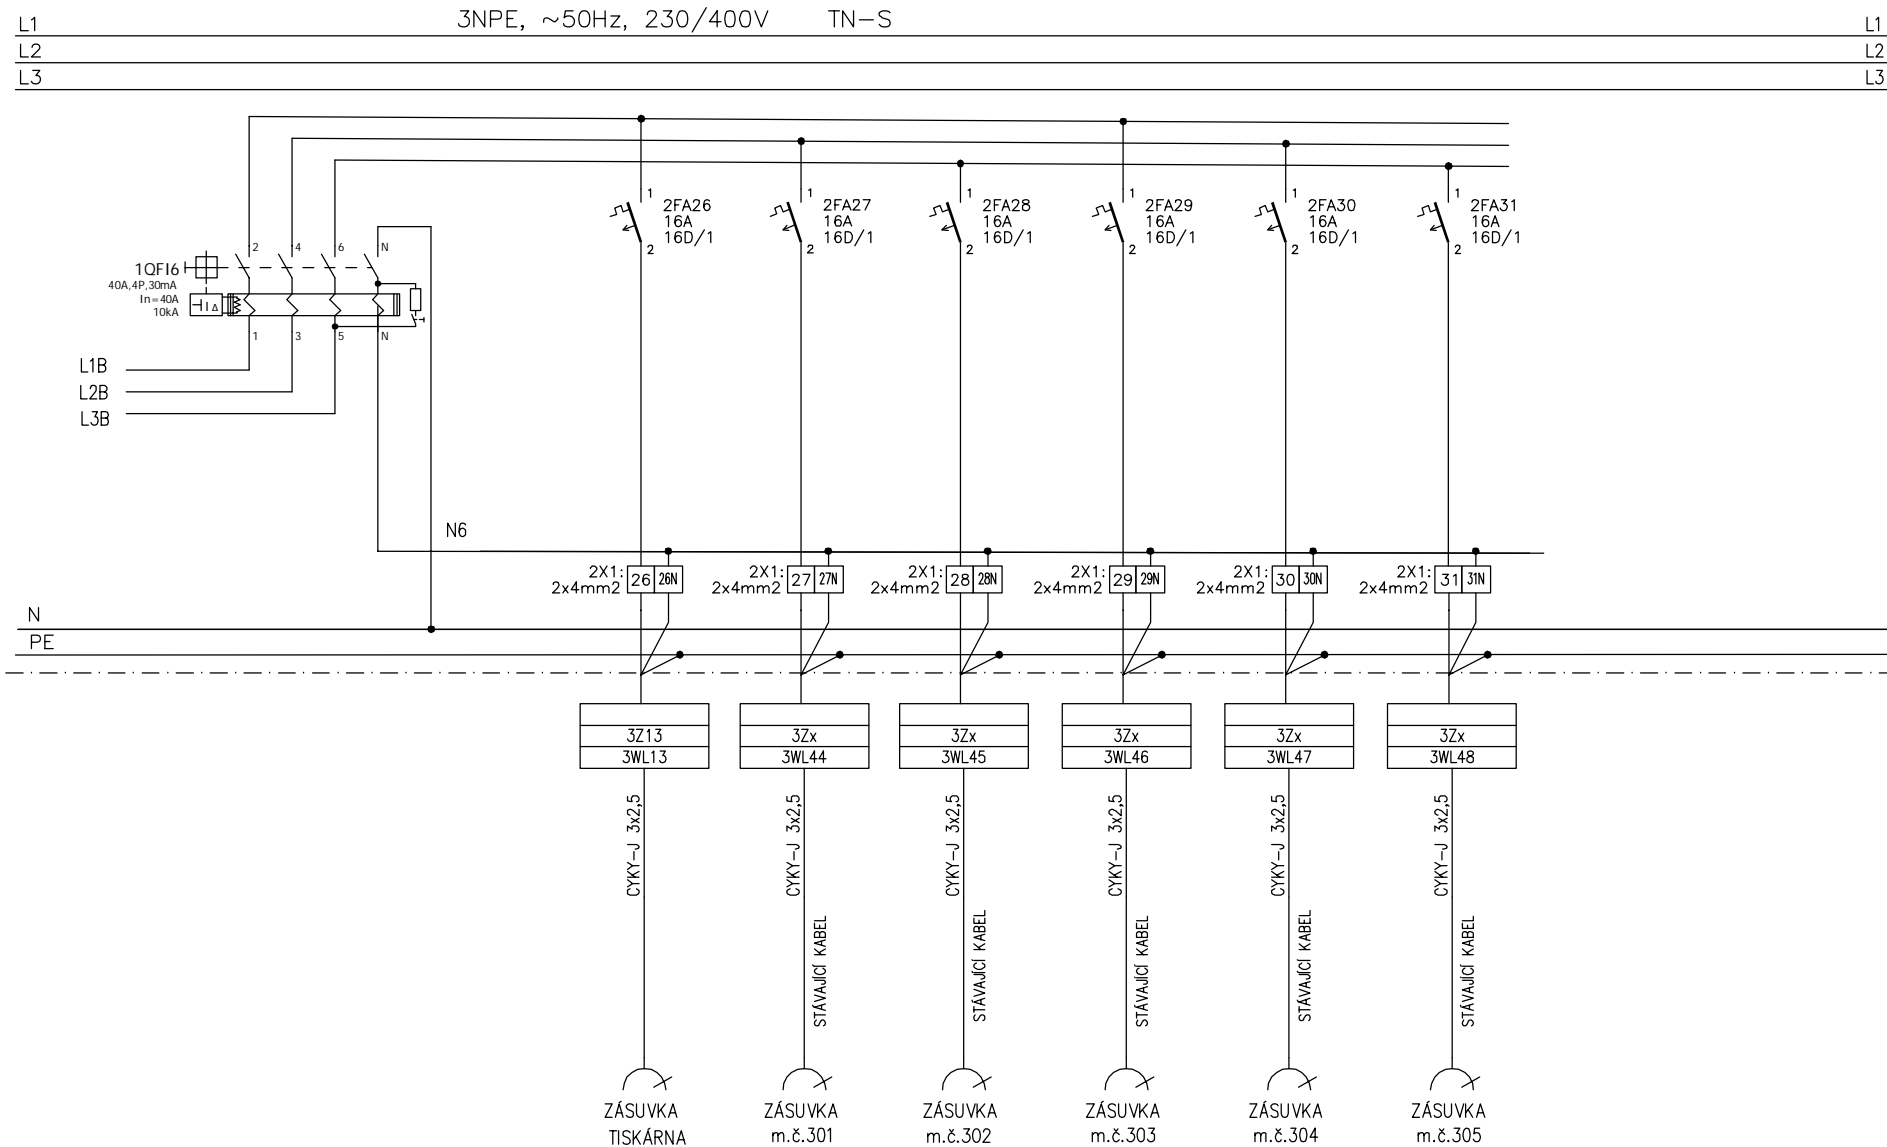 3NPE, ~50Hz, 230/400V TN-S
L1 L1
L2 L2
L3 L3
1 1 1 1 1 1
2FA26 2FA27 2FA28 2FA29 2FA30 2FA31
16A 16A 16A 16A 16A 16A
16D/1 16D/1 16D/1 16D/1 16D/1 16D/1
2 2 2 2 2 2
2 4 6 N
1QFI6
40A,4P,30mA
In=40A
10kA
I Δ
1 3 5 N
L1B
L2B
L3B
N6
2X1: 2X1: 2X1: 2X1: 2X1: 2X1:
2x4mm2 26 26N 2x4mm2 27 27N 2x4mm2 28 28N 2x4mm2 29 29N 2x4mm2 30 30N 2x4mm2 31 31N
N
PE
3Z13 3Zx 3Zx 3Zx 3Zx 3Zx
3WL13 3WL44 3WL45 3WL46 3WL47 3WL48
CYKY-J 3x2,5 CYKY-J 3x2,5 CYKY-J 3x2,5 CYKY-J 3x2,5 CYKY-J 3x2,5 CYKY-J 3x2,5
STÁVAJÍCÍ KABEL STÁVAJÍCÍ KABEL STÁVAJÍCÍ KABEL STÁVAJÍCÍ KABEL STÁVAJÍCÍ KABEL
ZÁSUVKA ZÁSUVKA ZÁSUVKA ZÁSUVKA ZÁSUVKA ZÁSUVKA
TISKÁRNA m.č.301 m.č.302 m.č.303 m.č.304 m.č.305